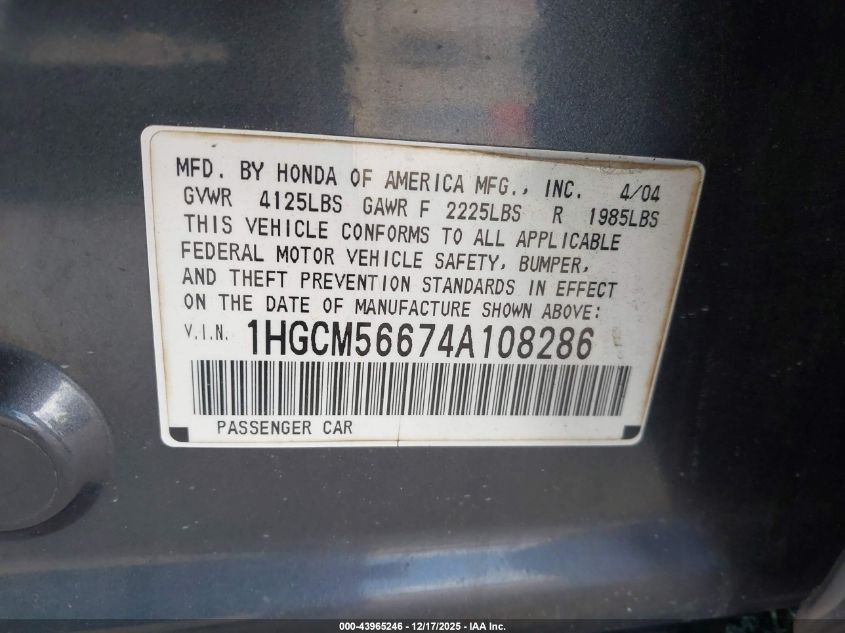 MFD. BY HONDA OF AMERICA MFG., INC. 4/04
GVWR 4125LBS GAWR F 2225LBS R 1985LBS
THIS VEHICLE CONFORMS TO ALL APPLICABLE
FEDERAL MOTOR VEHICLE SAFETY, BUMPER,
AND THEFT PREVENTION STANDARDS IN EFFECT
ON THE DATE OF MANUFACTURE SHOWN ABOVE:
V.I.N. 1HGCM56674A108286
PASSENGER CAR
000-43965246 - 12/17/2025 - IAA Inc.